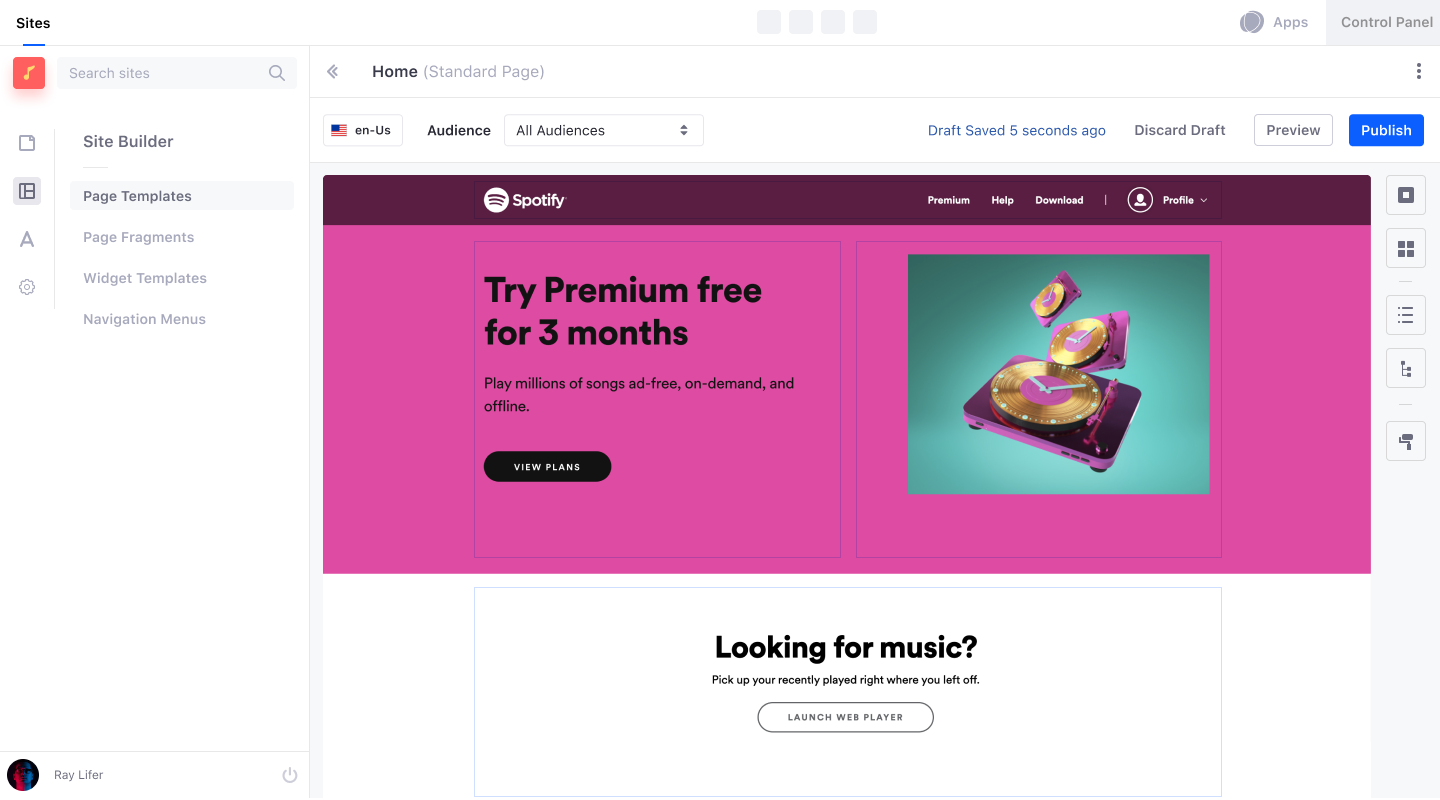 Sites
Apps
Control Panel
Search sites
Home (Standard Page)
en-Us
Audience
All Audiences
Draft Saved 5 seconds ago
Discard Draft
Preview
Publish
Site Builder
Page Templates
Page Fragments
Widget Templates
Navigation Menus
Spotify
Premium
Help
Download
|
Profile
Try Premium free
for 3 months
Play millions of songs ad-free, on-demand, and
offline.
VIEW PLANS
Looking for music?
Pick up your recently played right where you left off.
LAUNCH WEB PLAYER
Ray Lifer